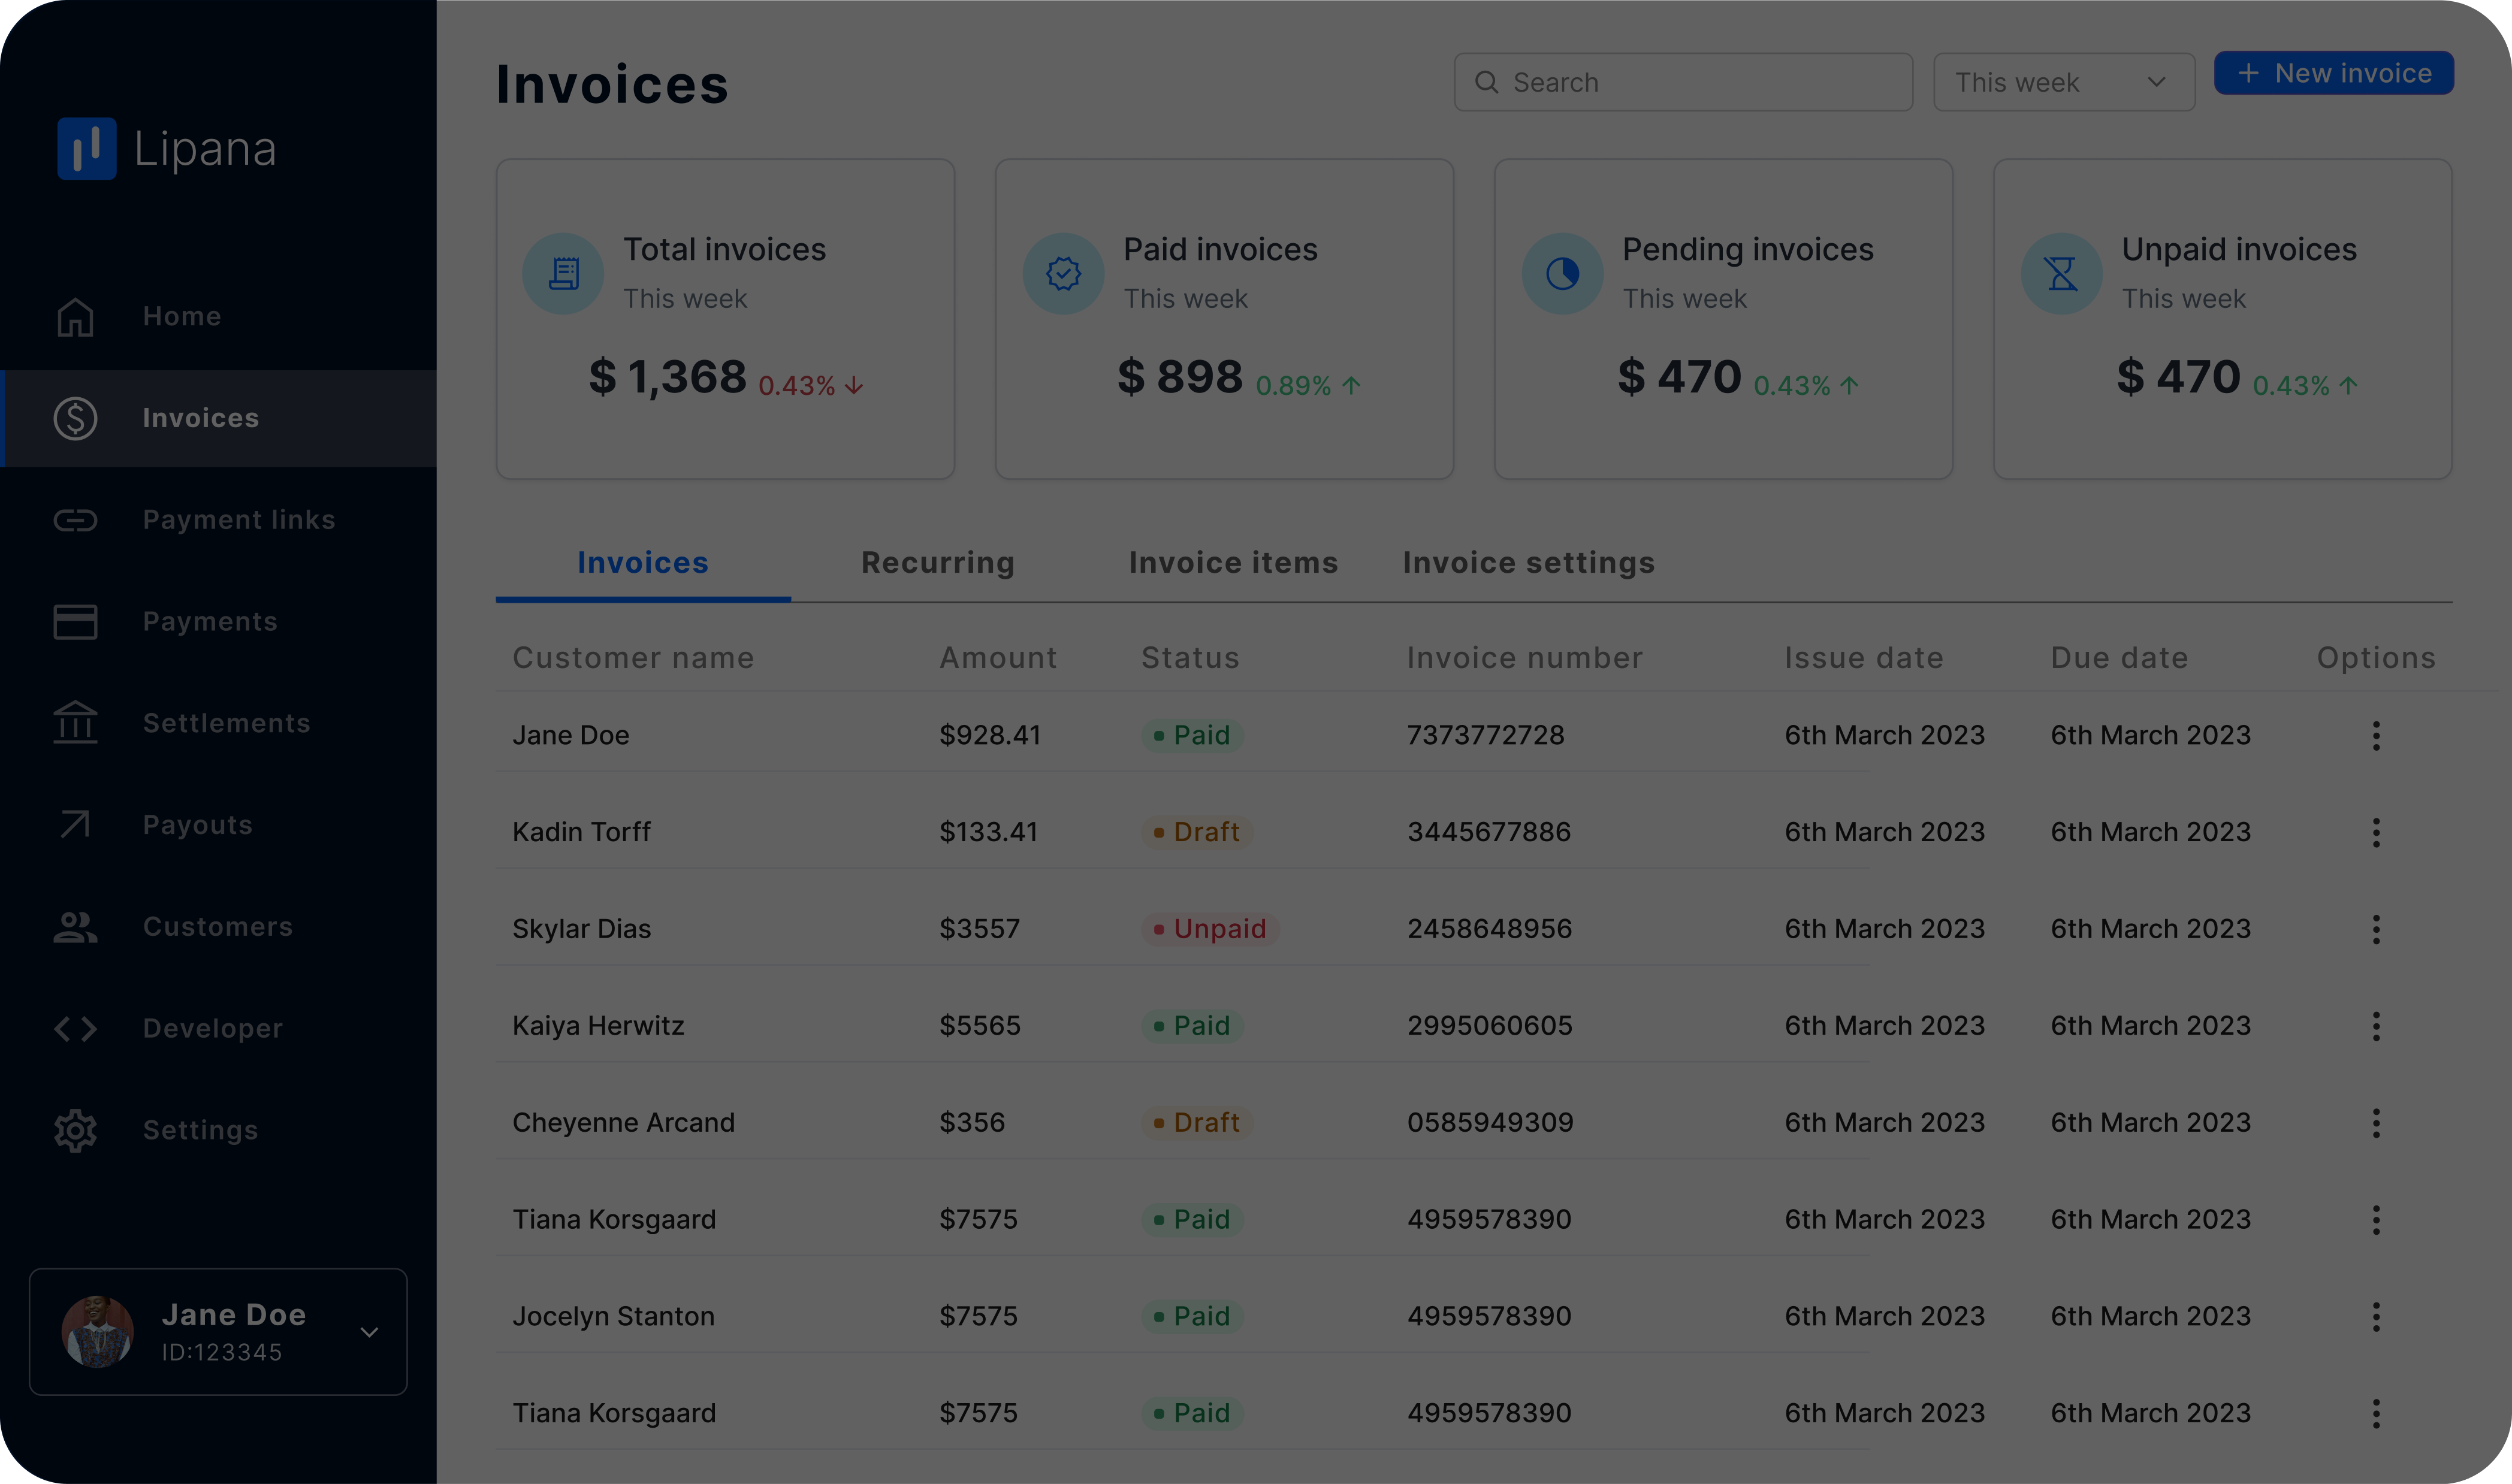 Lipana
Home
Invoices
Payment links
Payments
Settlements
Payouts
Customers
Developer
Settings
Jane Doe
ID:123345
Invoices
Search
This week
New invoice
Total invoices
This week
$ 1,368 0.43%
Paid invoices
This week
$ 898 0.89%
Pending invoices
This week
$ 470 0.43%
Unpaid invoices
This week
$ 470 0.43%
Invoices Recurring Invoice items Invoice settings
Customer name Amount Status Invoice number Issue date Due date Options
Jane Doe $928.41 Paid 7373772728 6th March 2023 6th March 2023
Kadin Torff $133.41 Draft 3445677886 6th March 2023 6th March 2023
Skylar Dias $3557 Unpaid 2458648956 6th March 2023 6th March 2023
Kaiya Herwitz $5565 Paid 2995060605 6th March 2023 6th March 2023
Cheyenne Arcand $356 Draft 0585949309 6th March 2023 6th March 2023
Tiana Korsgaard $7575 Paid 4959578390 6th March 2023 6th March 2023
Jocelyn Stanton $7575 Paid 4959578390 6th March 2023 6th March 2023
Tiana Korsgaard $7575 Paid 4959578390 6th March 2023 6th March 2023